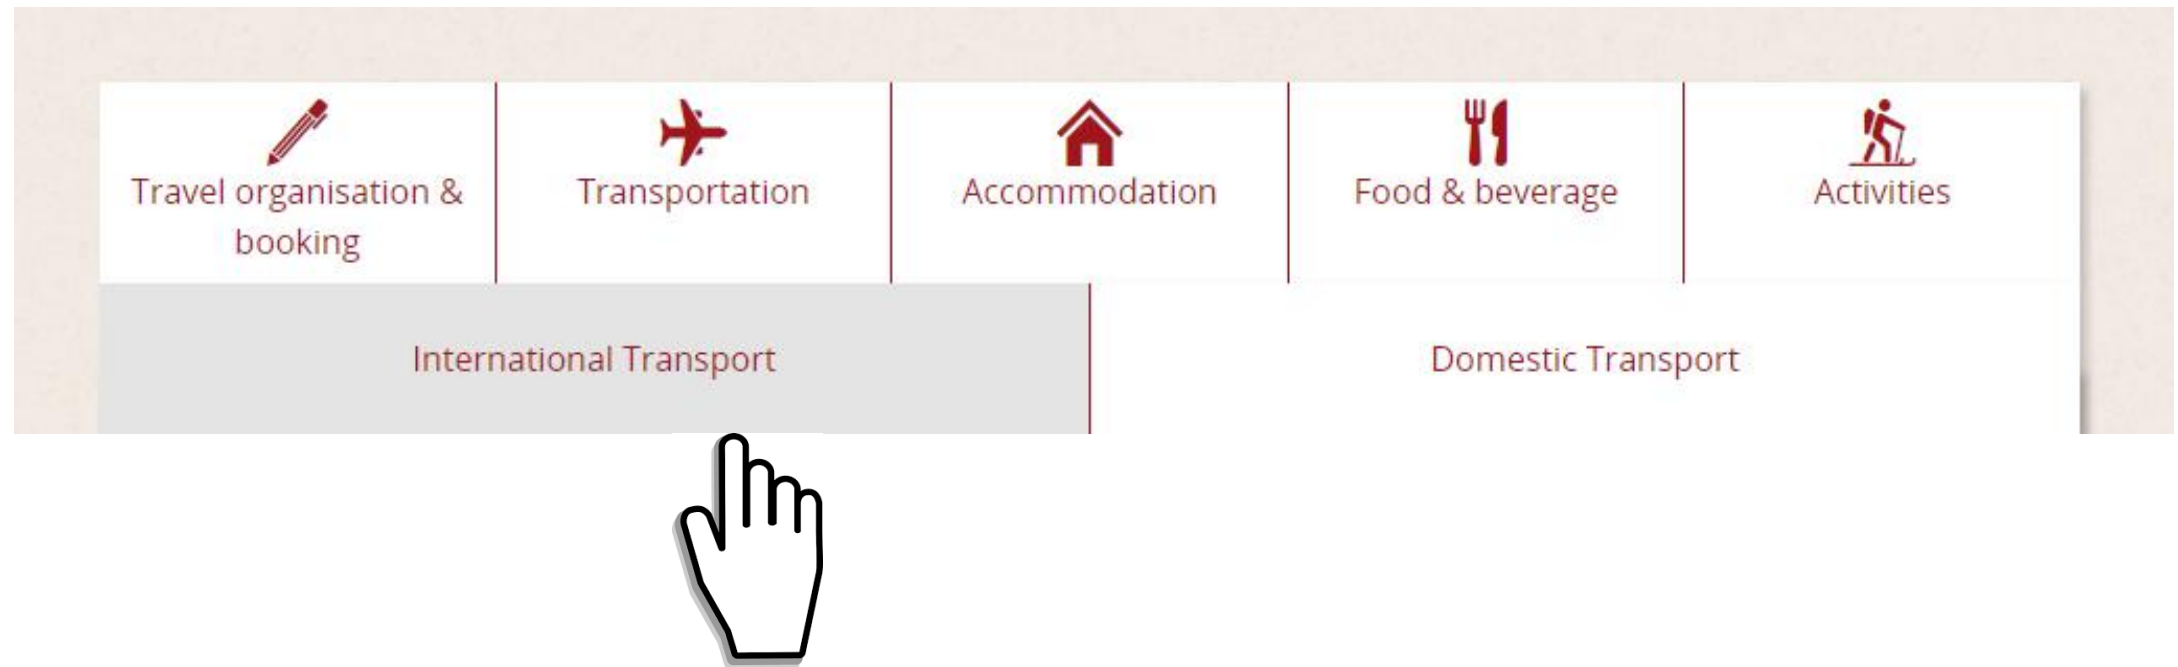 Travel organisation &
booking
Transportation
Accommodation
Food & beverage
Activities
International Transport
Domestic Transport